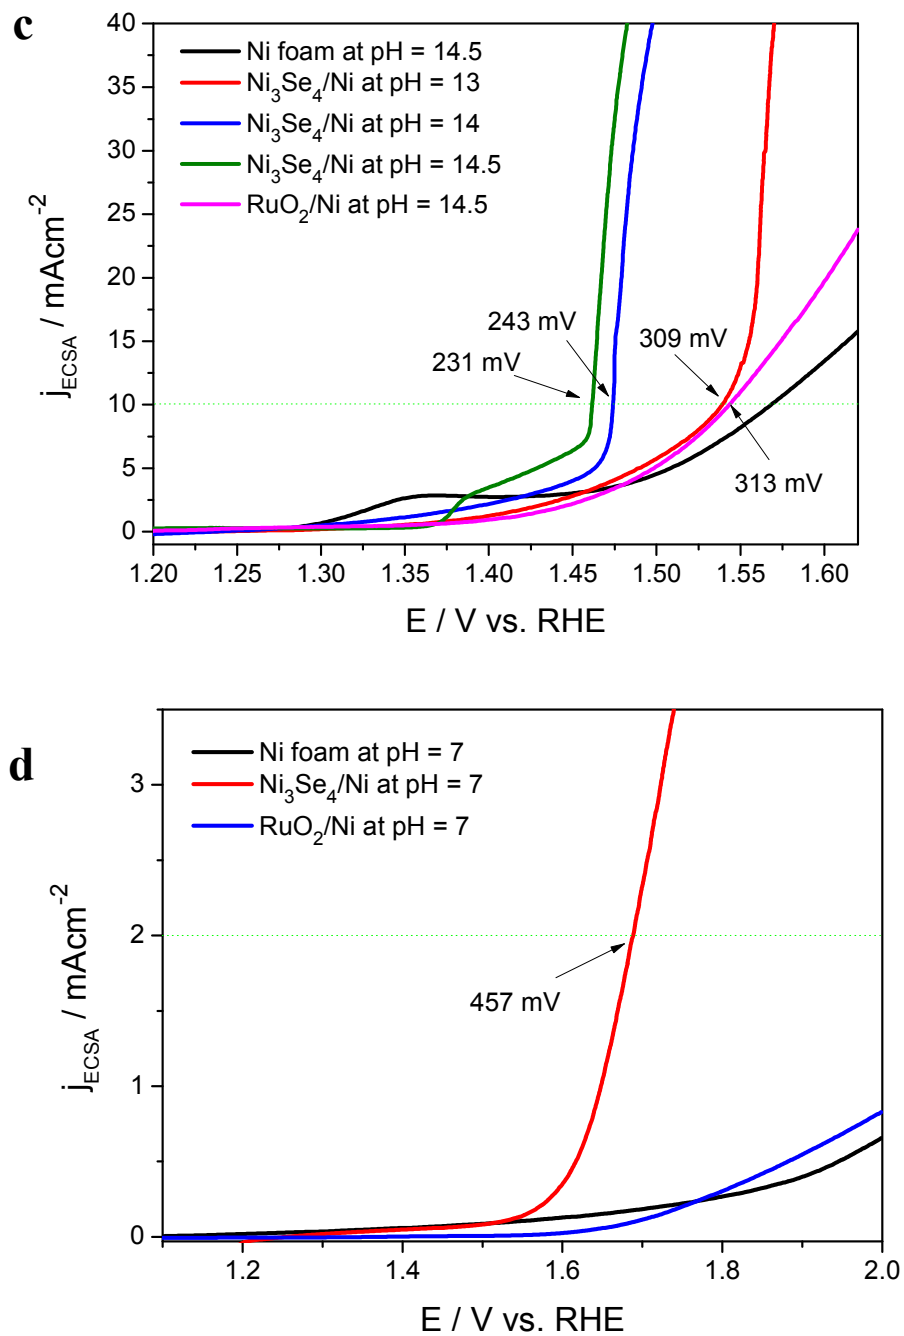 c
40
35
30
25
20
15
10
5
0
j_ECSA / mAcm⁻²
Ni foam at pH = 14.5
Ni₃Se₄/Ni at pH = 13
Ni₃Se₄/Ni at pH = 14
Ni₃Se₄/Ni at pH = 14.5
RuO₂/Ni at pH = 14.5
243 mV
309 mV
231 mV
313 mV
1.20 1.25 1.30 1.35 1.40 1.45 1.50 1.55 1.60
E / V vs. RHE
d
3
2
1
0
j_ECSA / mAcm⁻²
Ni foam at pH = 7
Ni₃Se₄/Ni at pH = 7
RuO₂/Ni at pH = 7
457 mV
1.2 1.4 1.6 1.8 2.0
E / V vs. RHE